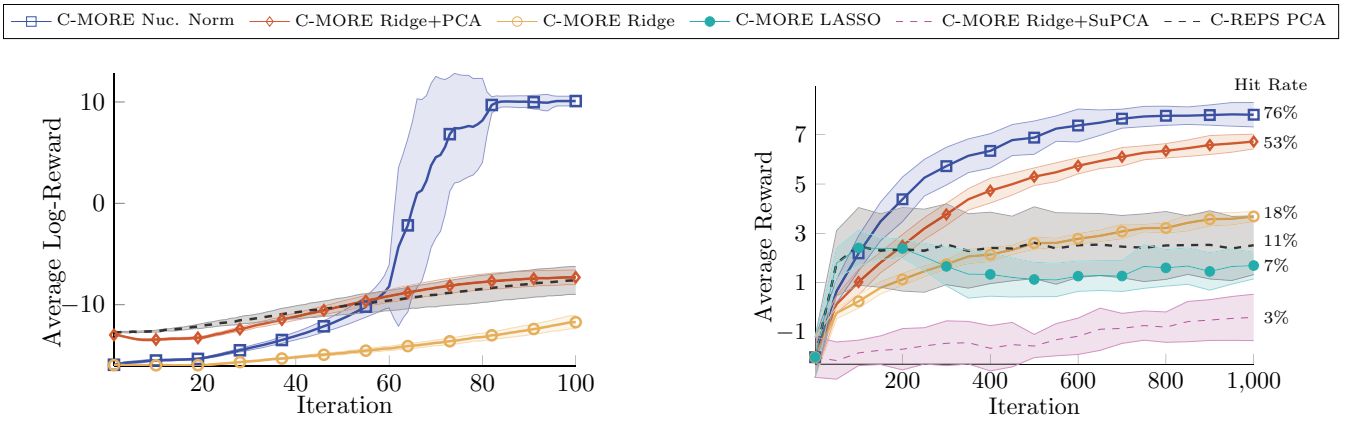 C-MORE Nuc. Norm C-MORE Ridge+PCA C-MORE Ridge C-MORE LASSO C-MORE Ridge+SuPCA C-REPS PCA
Average Log-Reward
10
0
−10
20 40 60 80 100
Iteration
Average Reward
7
5
3
1
−1
200 400 600 800 1,000
Iteration
Hit Rate
76%
53%
18%
11%
7%
3%